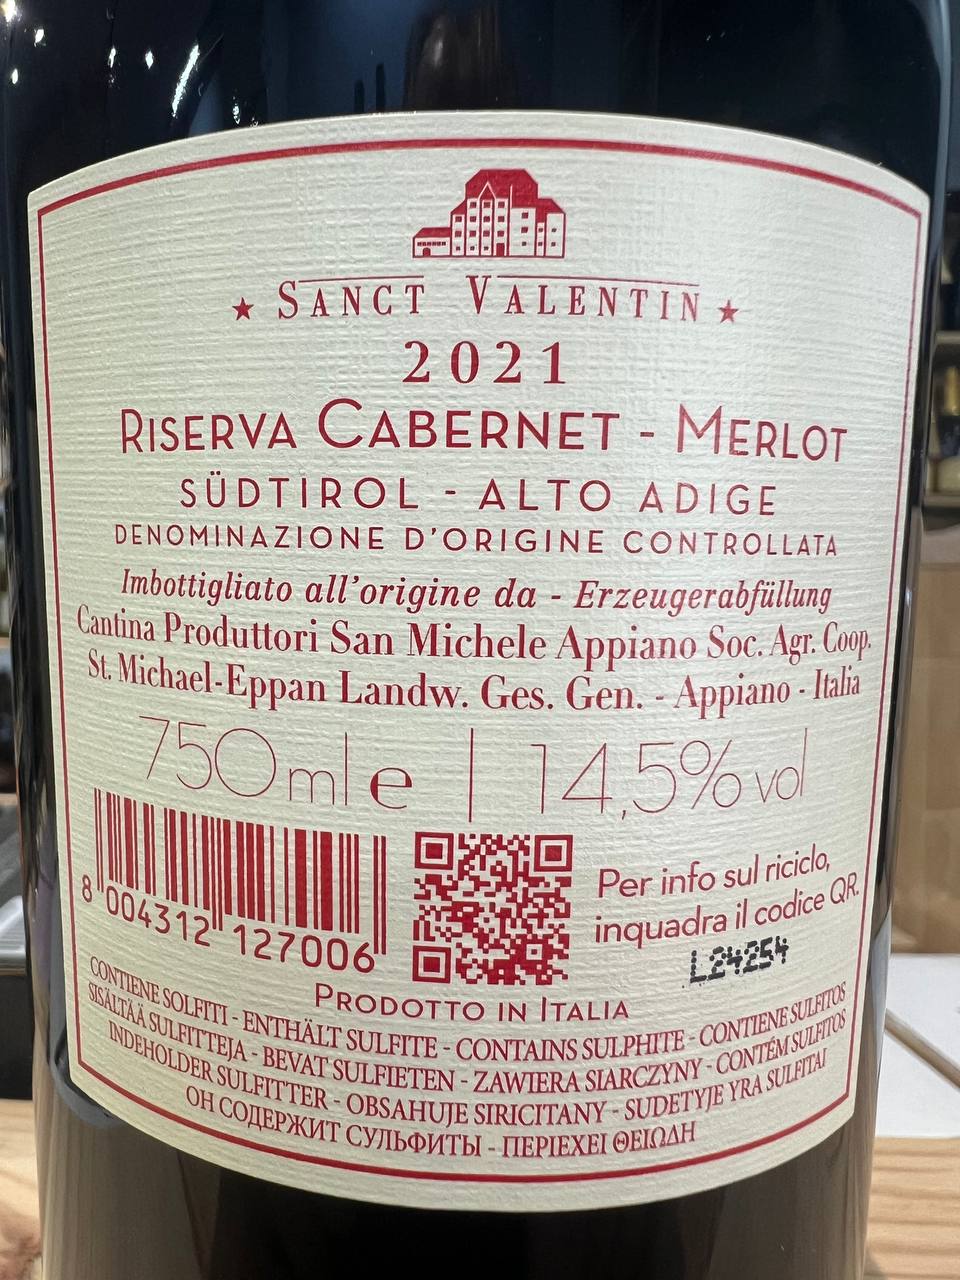 ★ SANCT VALENTIN ★
2021
RISERVA CABERNET - MERLOT
SÜDTIROL - ALTO ADIGE
DENOMINAZIONE D'ORIGINE CONTROLLATA
Imbottigliato all'origine da - Erzeugerabfüllung
Cantina Produttori San Michele Appiano Soc. Agr. Coop.
St. Michael-Eppan Landw. Ges. Gen. - Appiano - Italia
750 ml e | 14,5% vol
8 004312 127006
Per info sul riciclo,
inquadra il codice QR.
L24254
PRODOTTO IN ITALIA
CONTIENE SOLFITI - ENTHÄLT SULFITE - CONTAINS SULPHITE - CONTIENE SULFITOS
SISÄLTÄÄ SULFITTEJA - BEVAT SULFIETEN - ZAWIERA SIARCZYNY - CONTÉM SULFITOS
INDEHOLDER SULFITTER - OBSAHUJE SIRICITANY - SUDETYJE YRA SULFITAI
ОН СОДЕРЖИТ СУЛЬФИТЫ - ΠΕΡΙΕΧΕΙ ΘΕΙΩΔΗ